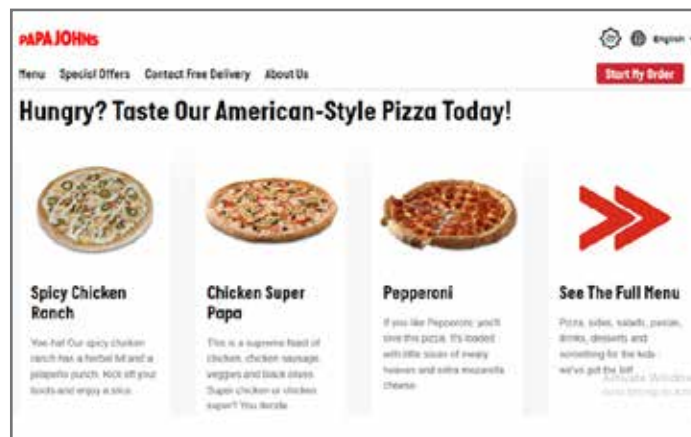 PAPA JOHNS
English
Menu Special Offers Contact Free Delivery About Us
Start My Order
Hungry? Taste Our American-Style Pizza Today!
Spicy Chicken
Ranch
Yee-ha! Our spicy chicken
ranch has a herbal hit and a
jalapeño punch. Kick off your
boots and enjoy a slice.
Chicken Super
Papa
This is a supreme feast of
chicken, chicken sausage,
veggies and black olives.
Super chicken or chicken
super? You decide.
Pepperoni
If you like Pepperoni, you'll
love this pizza. It's loaded
with little slices of meaty
heaven and extra mozarella
cheese.
See The Full Menu
Pizza, sides, salads, pastas,
drinks, desserts and
something for the kids -
we've got the lot!
Activate Windows